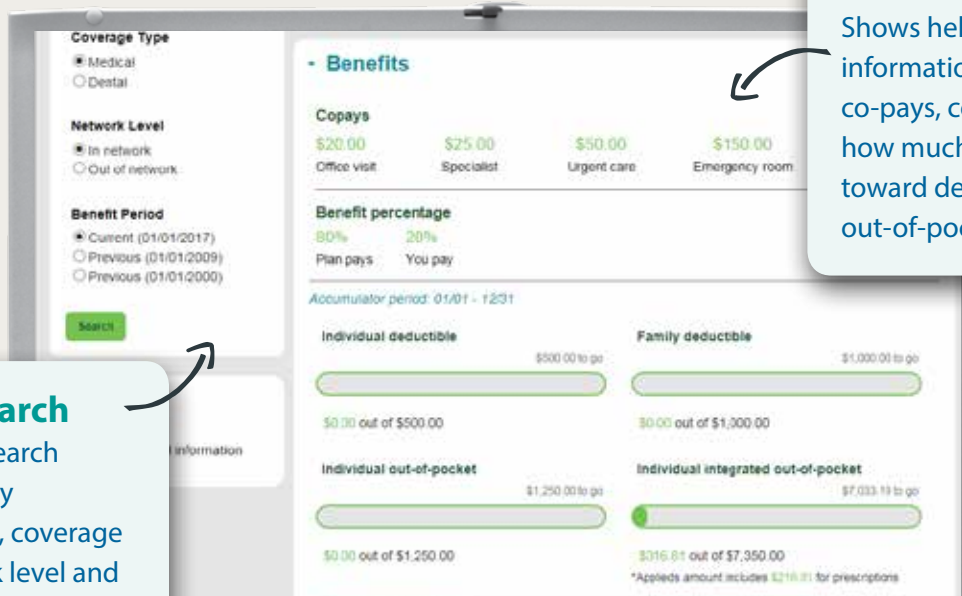 Coverage Type
Medical
Dental
Network Level
In network
Out of network
Benefit Period
Current (01/01/2017)
Previous (01/01/2009)
Previous (01/01/2000)
Search
information
- Benefits
Copays
$20.00 $25.00 $50.00 $150.00
Office visit Specialist Urgent care Emergency room
Benefit percentage
80% 20%
Plan pays You pay
Accumulator period: 01/01 - 12/31
Individual deductible
$500.00 to go
$0.00 out of $500.00
Family deductible
$1,000.00 to go
$0.00 out of $1,000.00
Individual out-of-pocket
$1,250.00 to go
$0.00 out of $1,250.00
Individual integrated out-of-pocket
$7,033.19 to go
$316.81 out of $7,350.00
*Applieds amount includes for prescriptions
Shows hel
informatio
co-pays, c
how much
toward de
out-of-po
arch
earch
y
, coverage
k level and